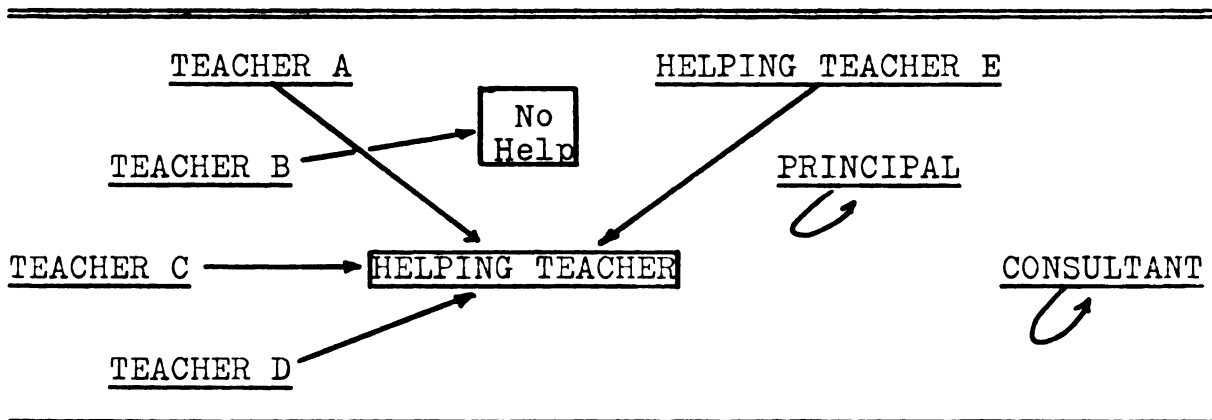 TEACHER A
HELPING TEACHER E
No
Help
TEACHER B
PRINCIPAL
TEACHER C
HELPING TEACHER
CONSULTANT
TEACHER D